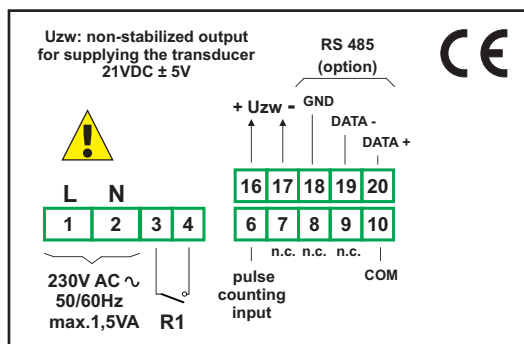 Uzw: non-stabilized output
for supplying the transducer
21VDC ± 5V
RS 485
(option)
CE
+ Uzw -
GND
DATA -
DATA +
16 17 18 19 20
L N
1 2 3 4
6 7 8 9 10
n.c. n.c. n.c.
pulse
counting
input
COM
230V AC ∿
50/60Hz
max.1,5VA
R1